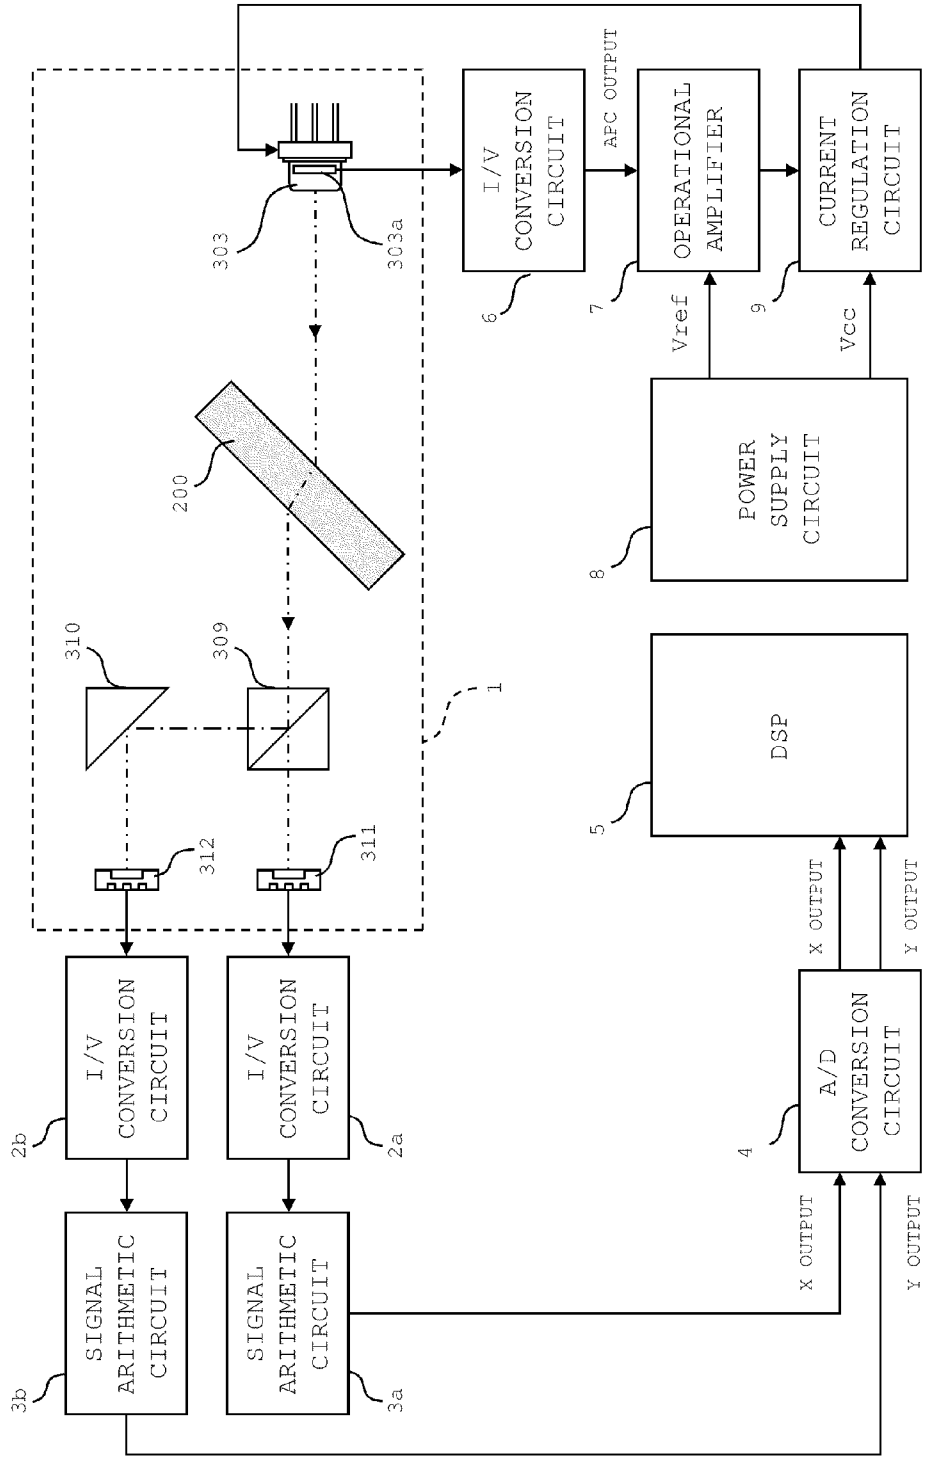 3b
SIGNAL
ARITHMETIC
CIRCUIT
2b
I/V
CONVERSION
CIRCUIT
312
310
200
303
303a
3a
SIGNAL
ARITHMETIC
CIRCUIT
2a
I/V
CONVERSION
CIRCUIT
311
309
1
6
I/V
CONVERSION
CIRCUIT
APC OUTPUT
5
DSP
8
POWER
SUPPLY
CIRCUIT
Vref
7
OPERATIONAL
AMPLIFIER
X OUTPUT
Y OUTPUT
4
A/D
CONVERSION
CIRCUIT
X OUTPUT
Y OUTPUT
Vcc
9
CURRENT
REGULATION
CIRCUIT